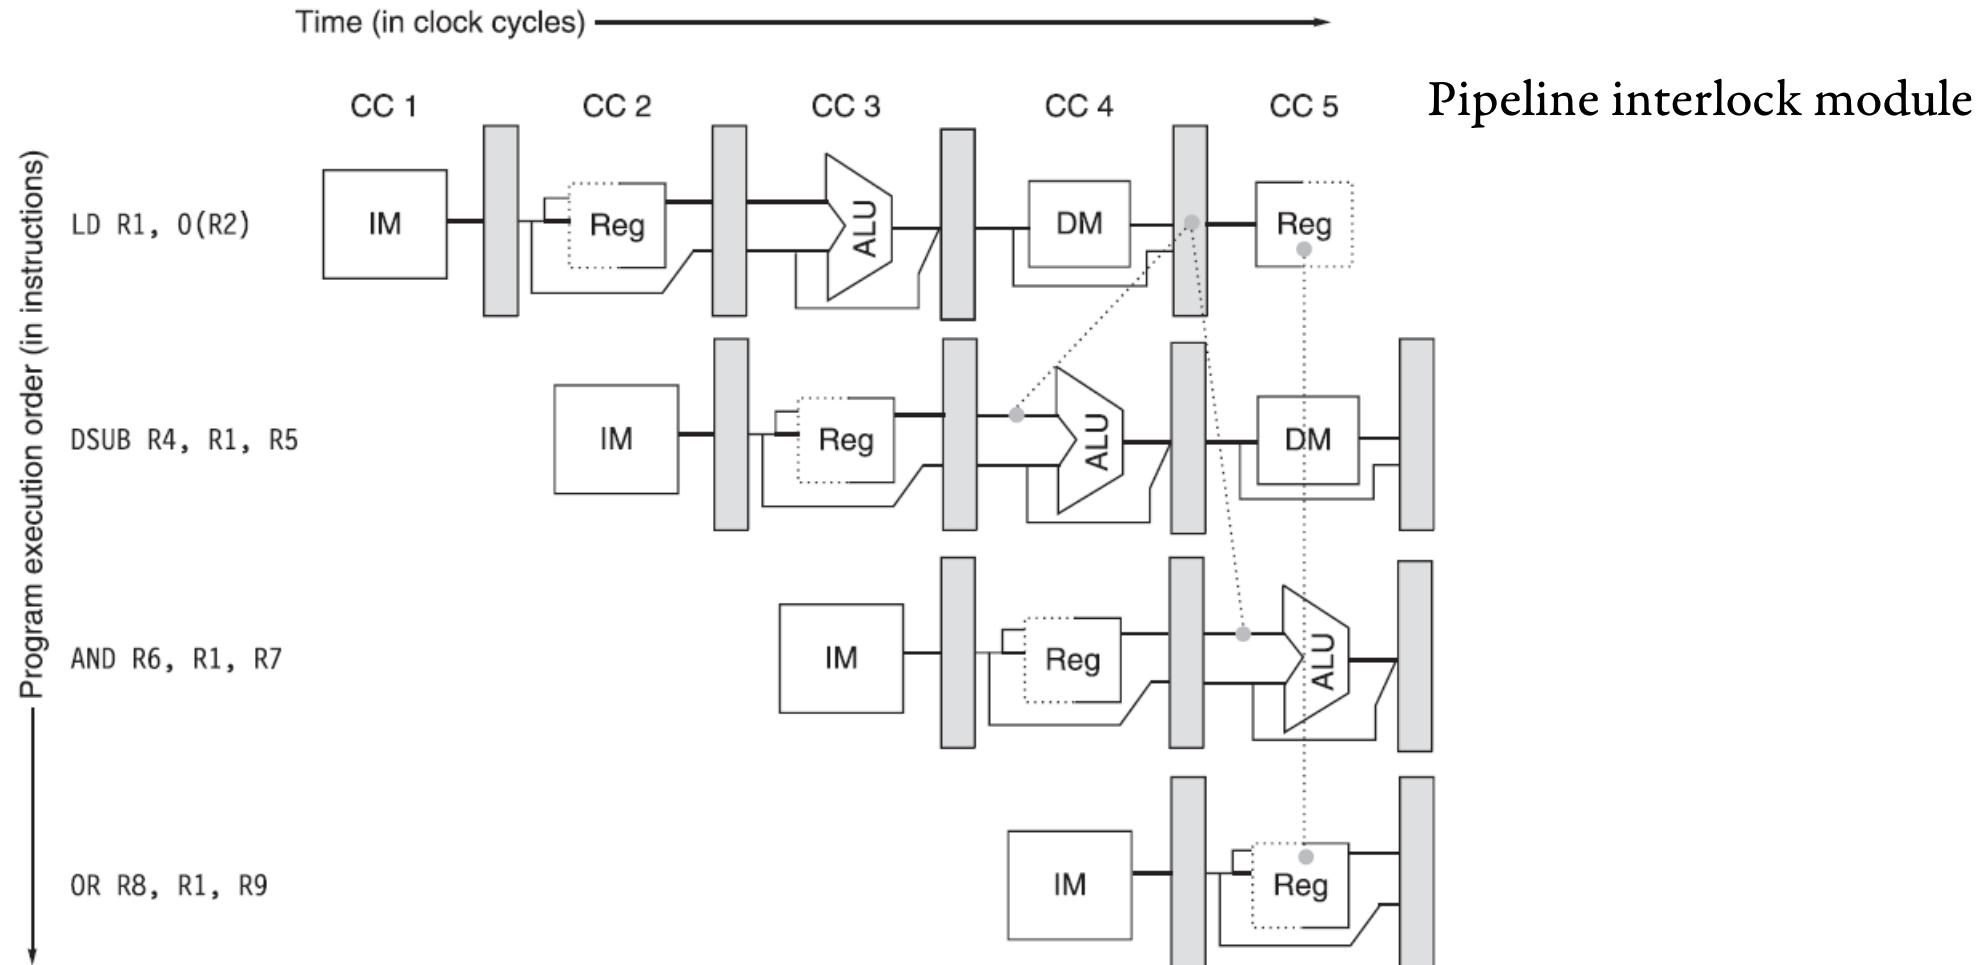 Time (in clock cycles)
CC 1 CC 2 CC 3 CC 4 CC 5
Pipeline interlock module
Program execution order (in instructions)
LD R1, 0(R2)
IM Reg ALU DM Reg
DSUB R4, R1, R5
IM Reg ALU DM
AND R6, R1, R7
IM Reg ALU
OR R8, R1, R9
IM Reg